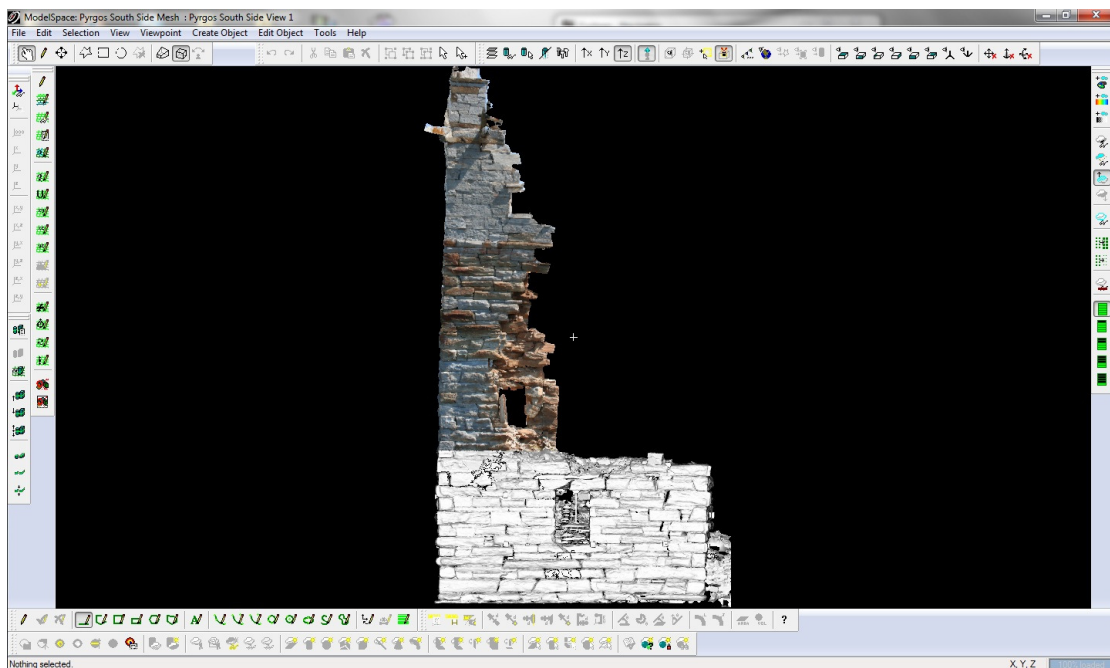 ModelSpace: Pyrgos South Side Mesh : Pyrgos South Side View 1
File Edit Selection View Viewpoint Create Object Edit Object Tools Help
Nothing selected.
X, Y, Z